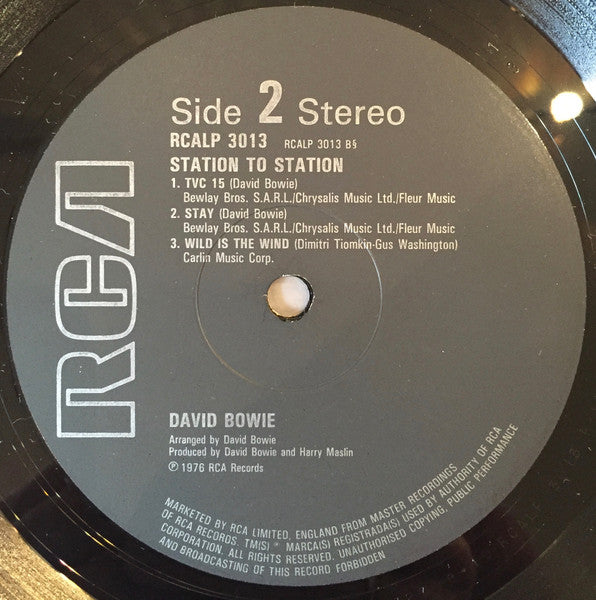 Side 2 Stereo
RCALP 3013 RCALP 3013 B§
STATION TO STATION
1. TVC 15 (David Bowie)
Bewlay Bros. S.A.R.L./Chrysalis Music Ltd./Fleur Music
2. STAY (David Bowie)
Bewlay Bros. S.A.R.L./Chrysalis Music Ltd./Fleur Music
3. WILD IS THE WIND (Dimitri Tiomkin-Gus Washington)
Carlin Music Corp.
RCA
DAVID BOWIE
Arranged by David Bowie
Produced by David Bowie and Harry Maslin
℗ 1976 RCA Records
MARKETED BY RCA LIMITED, ENGLAND FROM MASTER RECORDINGS
OF RCA RECORDS. TM(S) ® MARCA(S) REGISTRADA(S) USED BY AUTHORITY OF RCA
CORPORATION. ALL RIGHTS RESERVED. UNAUTHORISED COPYING, PUBLIC PERFORMANCE
AND BROADCASTING OF THIS RECORD FORBIDDEN